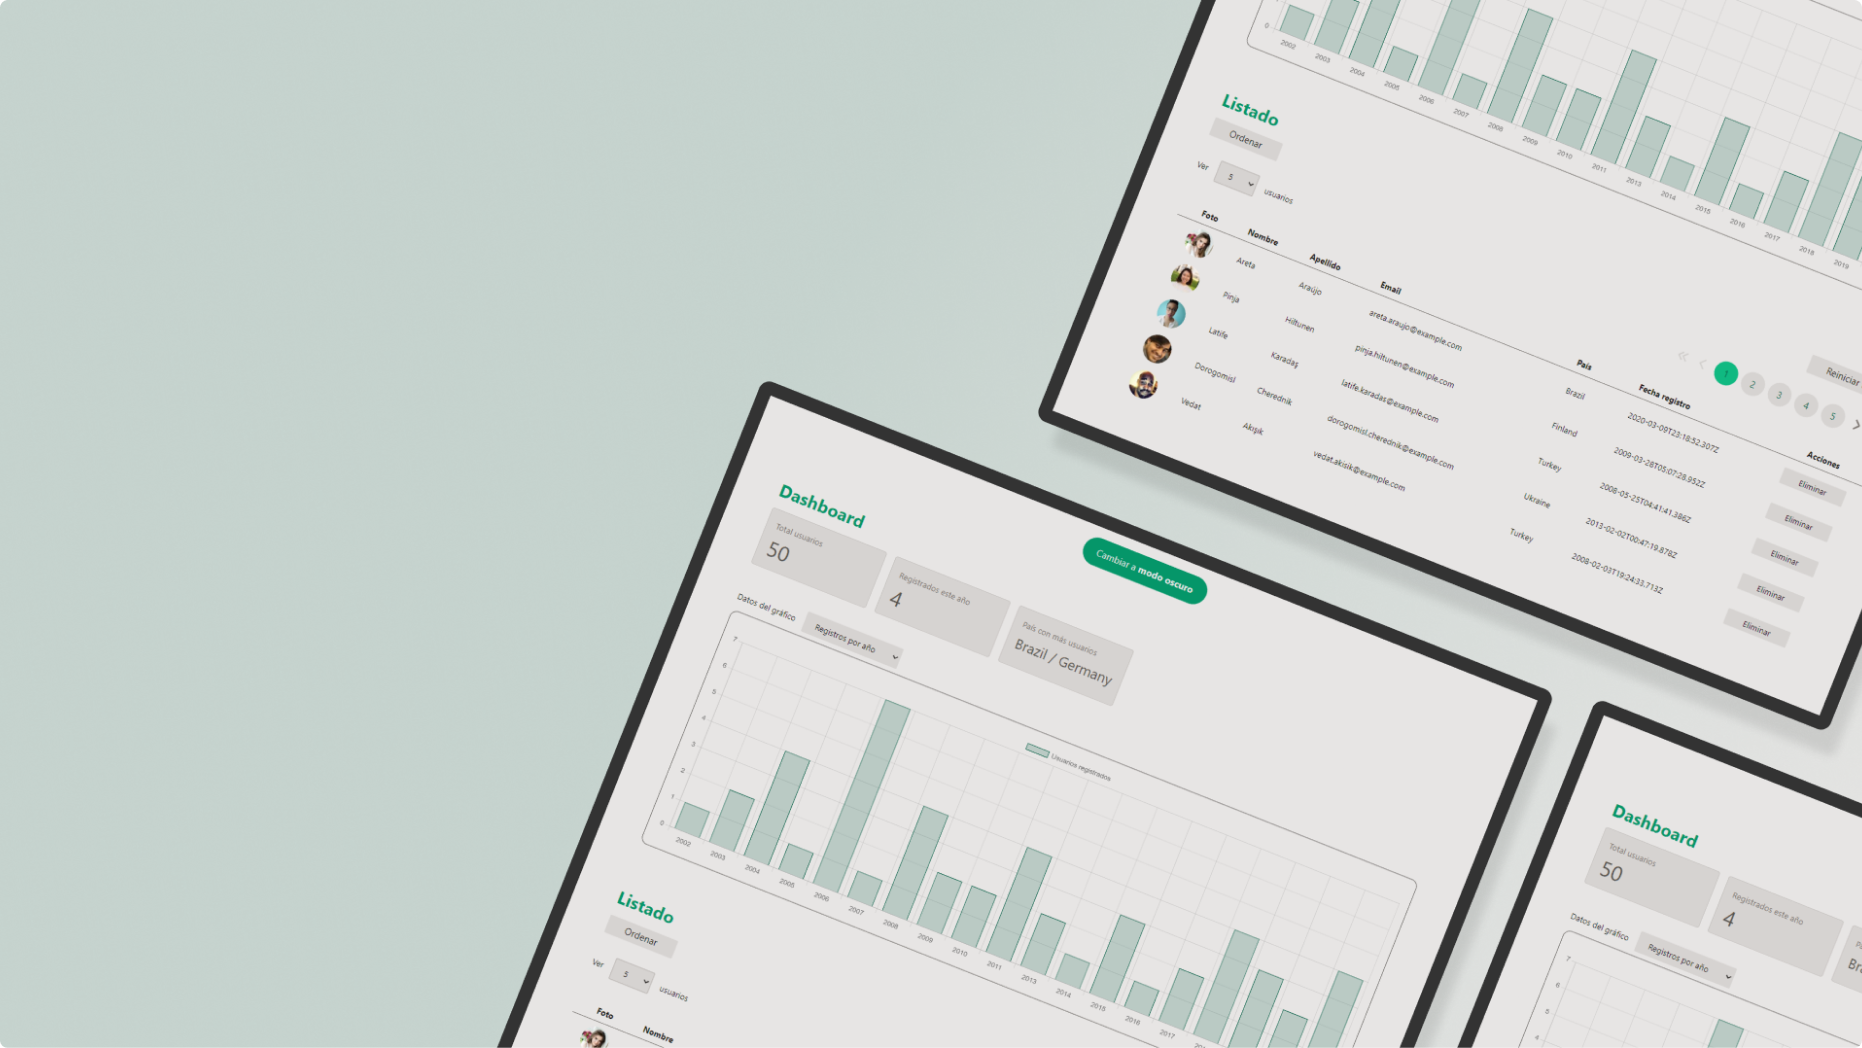 2002 2003 2004 2005 2006 2007 2008 2009 2010 2011 2013 2014 2015 2016 2017 2018 2019
0
Listado
Ordenar
Ver 5 usuarios
« ‹ 1 2 3 4 5 ›
Reiniciar
Foto Nombre Apellido Email País Fecha registro Acciones
Areta Araújo areta.araujo@example.com Brazil 2020-03-09T23:18:52.307Z Eliminar
Pinja Hiltunen pinja.hiltunen@example.com Finland 2009-03-28T05:07:28.952Z Eliminar
Latife Karadaş latife.karadas@example.com Turkey 2008-05-25T04:41:41.386Z Eliminar
Dorogomisl Cherednik dorogomisl.cherednik@example.com Ukraine 2013-02-02T00:47:19.878Z Eliminar
Vedat Akışık vedat.akisik@example.com Turkey 2008-02-03T19:24:33.713Z Eliminar
Dashboard
Cambiar a modo oscuro
Total usuarios
50
Registrados este año
4
País con más usuarios
Brazil / Germany
Datos del gráfico Registros por año
Usuarios registrados
7
6
5
4
3
2
1
0
2002 2003 2004 2005 2006 2007 2008 2009 2010 2011 2013 2014 2015 2016 2017
Listado
Ordenar
Ver 5 usuarios
Foto Nombre
Dashboard
Total usuarios
50
Registrados este año
4
Datos del gráfico Registros por año
7
6
5
4